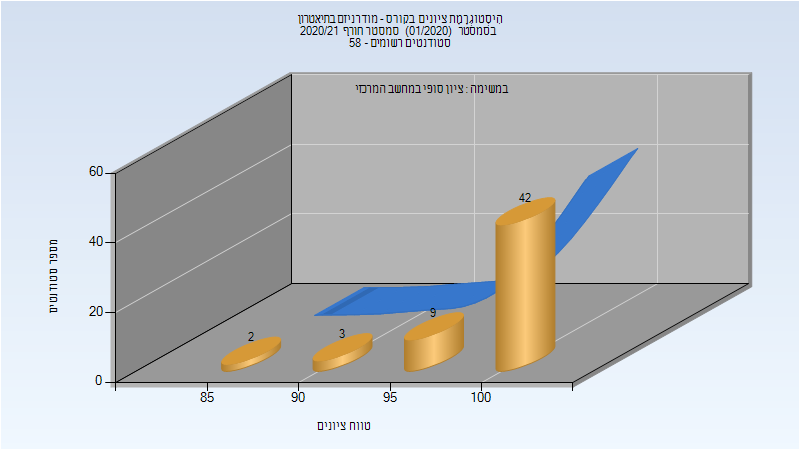 היסטוגרמת ציונים בקורס - מודרניזם בתיאטרון
בסמסטר (01/2020) סמסטר חורף 2020/21
סטודנטים רשומים - 58
במשימה : ציון סופי במחשב המרכזי
מספר סטודנטים
60
40
20
0
2
3
9
42
85
90
95
100
טווח ציונים